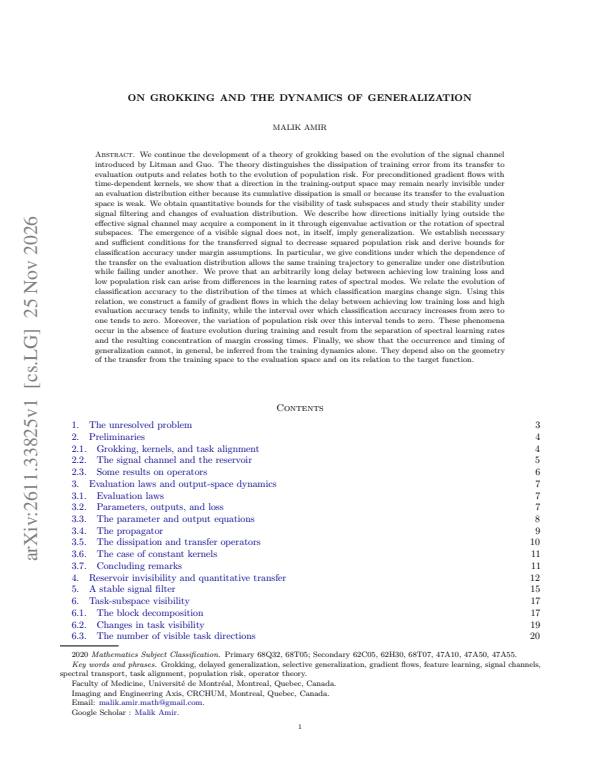 arXiv:2611.33825v1 [cs.LG] 25 Nov 2026
ON GROKKING AND THE DYNAMICS OF GENERALIZATION
MALIK AMIR
Abstract. We continue the development of a theory of grokking based on the evolution of the signal channel
introduced by Litman and Guo. The theory distinguishes the dissipation of training error from its transfer to
evaluation outputs and relates both to the evolution of population risk. For preconditioned gradient flows with
time-dependent kernels, we show that a direction in the training-output space may remain nearly invisible under
an evaluation distribution either because its cumulative dissipation is small or because its transfer to the evaluation
space is weak. We obtain quantitative bounds for the visibility of task subspaces and study their stability under
signal filtering and changes of evaluation distribution. We describe how directions initially lying outside the
effective signal channel may acquire a component in it through eigenvalue activation or the rotation of spectral
subspaces. The emergence of a visible signal does not, in itself, imply generalization. We establish necessary
and sufficient conditions for the transferred signal to decrease squared population risk and derive bounds for
classification accuracy under margin assumptions. In particular, we give conditions under which the dependence
of the transfer on the evaluation distribution allows the same training trajectory to generalize under one distribution
while failing under another. We prove that an arbitrarily long delay between achieving low training loss and
low population risk can arise from differences in the learning rates of spectral modes. We relate the evolution of
classification accuracy to the distribution of the times at which classification margins change sign. Using this
relation, we construct a family of gradient flows in which the delay between achieving low training loss and high
evaluation accuracy tends to infinity, while the interval over which classification accuracy increases from zero to
one tends to zero. Moreover, the variation of population risk over this interval tends to zero. These phenomena
occur in the absence of feature evolution during training and result from the separation of spectral learning rates
and the resulting concentration of margin crossing times. Finally, we show that the occurrence and timing of
generalization cannot, in general, be inferred from the training dynamics alone. They depend also on the geometry
of the transfer from the training space to the evaluation space and on its relation to the target function.
Contents
1. The unresolved problem 3
2. Preliminaries 4
2.1. Grokking, kernels, and task alignment 4
2.2. The signal channel and the reservoir 5
2.3. Some results on operators 6
3. Evaluation laws and output-space dynamics 7
3.1. Evaluation laws 7
3.2. Parameters, outputs, and loss 7
3.3. The parameter and output equations 8
3.4. The propagator 9
3.5. The dissipation and transfer operators 10
3.6. The case of constant kernels 11
3.7. Concluding remarks 11
4. Reservoir invisibility and quantitative transfer 12
5. A stable signal filter 15
6. Task-subspace visibility 17
6.1. The block decomposition 17
6.2. Changes in task visibility 19
6.3. The number of visible task directions 20
2020 Mathematics Subject Classification. Primary 68Q32, 68T05; Secondary 62C05, 62H30, 68T07, 47A10, 47A50, 47A55.
Key words and phrases. Grokking, delayed generalization, selective generalization, gradient flows, feature learning, signal channels,
spectral transport, task alignment, population risk, operator theory.
Faculty of Medicine, Université de Montréal, Montreal, Quebec, Canada.
Imaging and Engineering Axis, CRCHUM, Montreal, Quebec, Canada.
Email: malik.amir.math@gmail.com.
Google Scholar : Malik Amir.
1